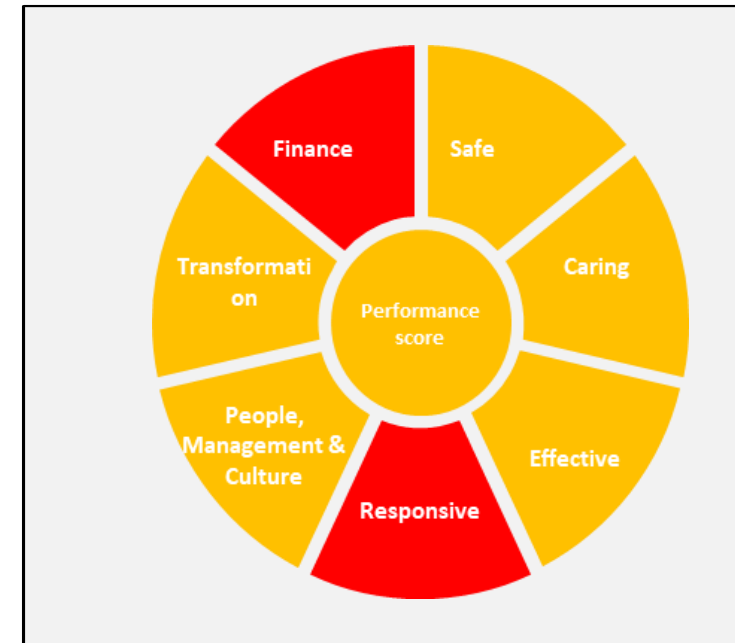 Finance
Safe
Transformati
on
Caring
Performance
score
People,
Management &
Culture
Effective
Responsive